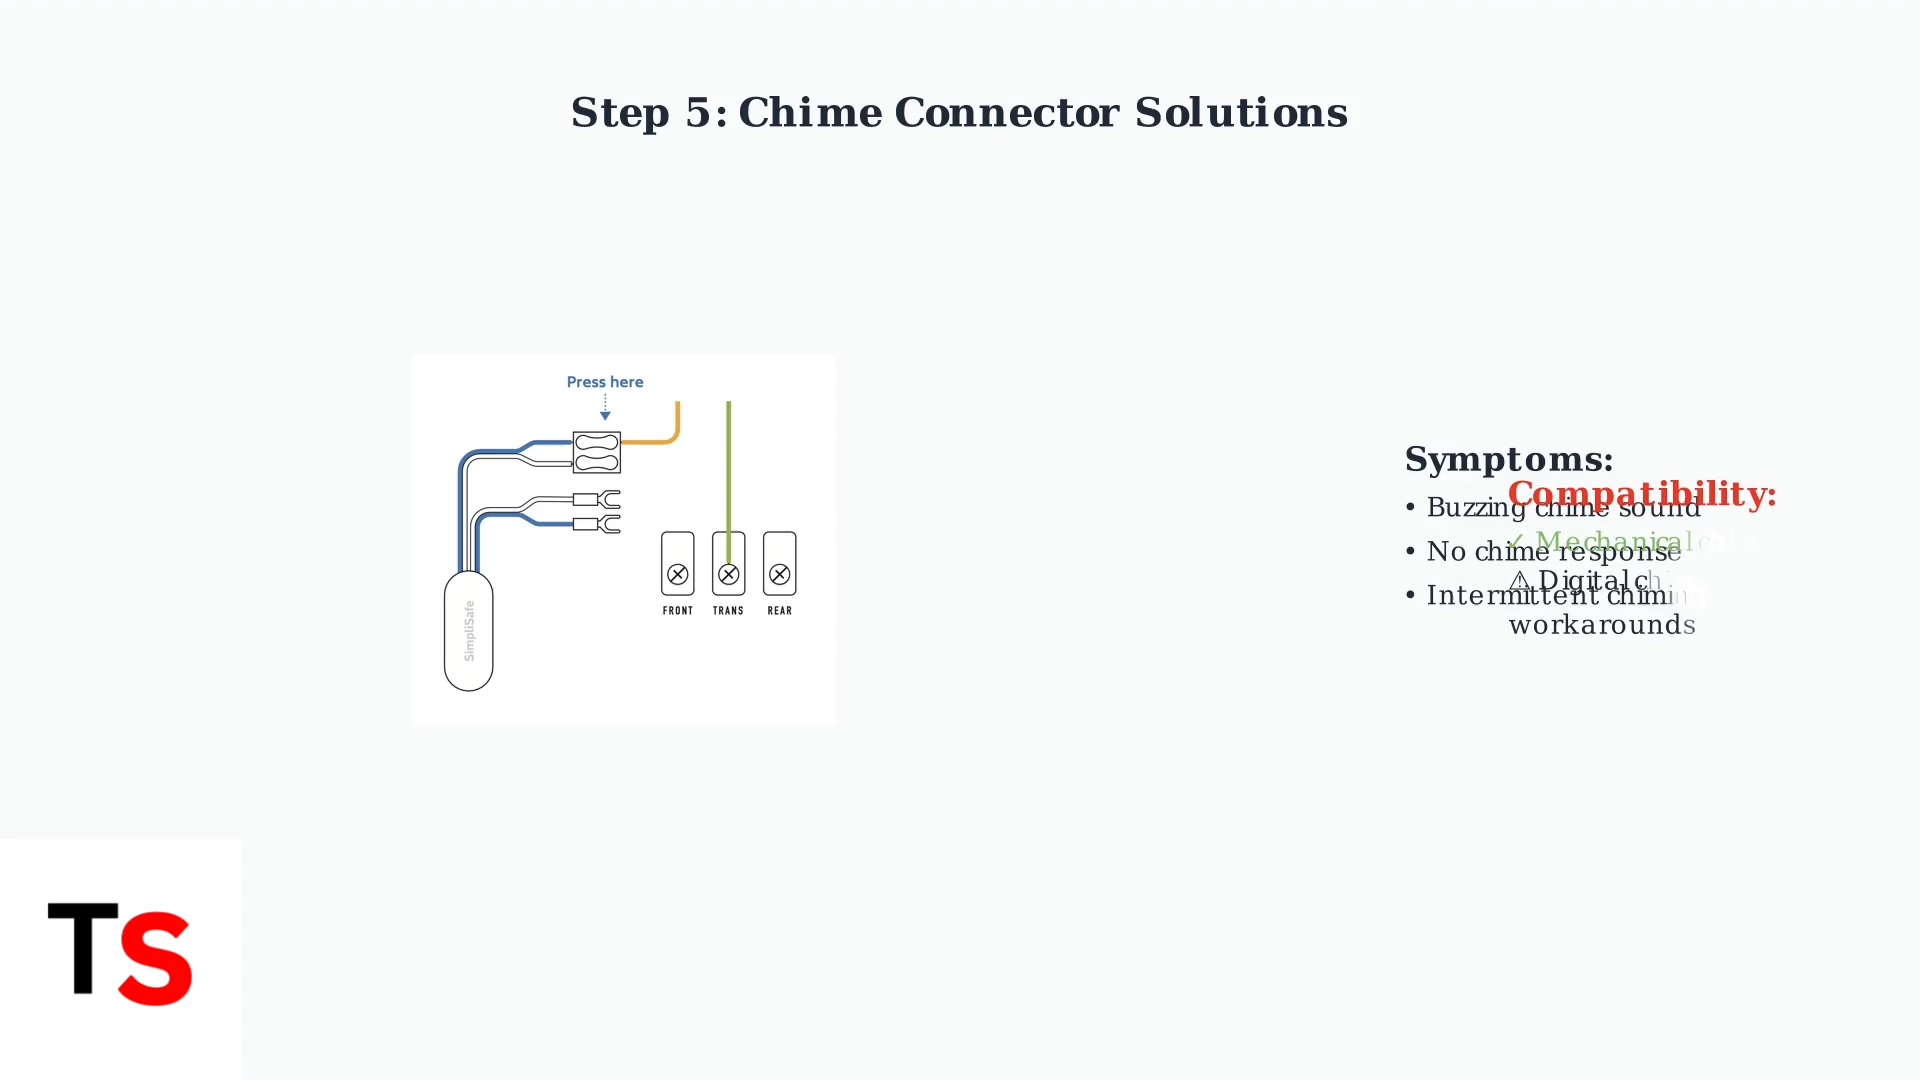 Step 5: Chime Connector Solutions
Press here
SimpliSafe
FRONT TRANS REAR
Symptoms:
• Buzzing chime sound
• No chime response
• Intermittent
Compatibility:
✓ Mechanical
⚠ Digital
workarounds
TS